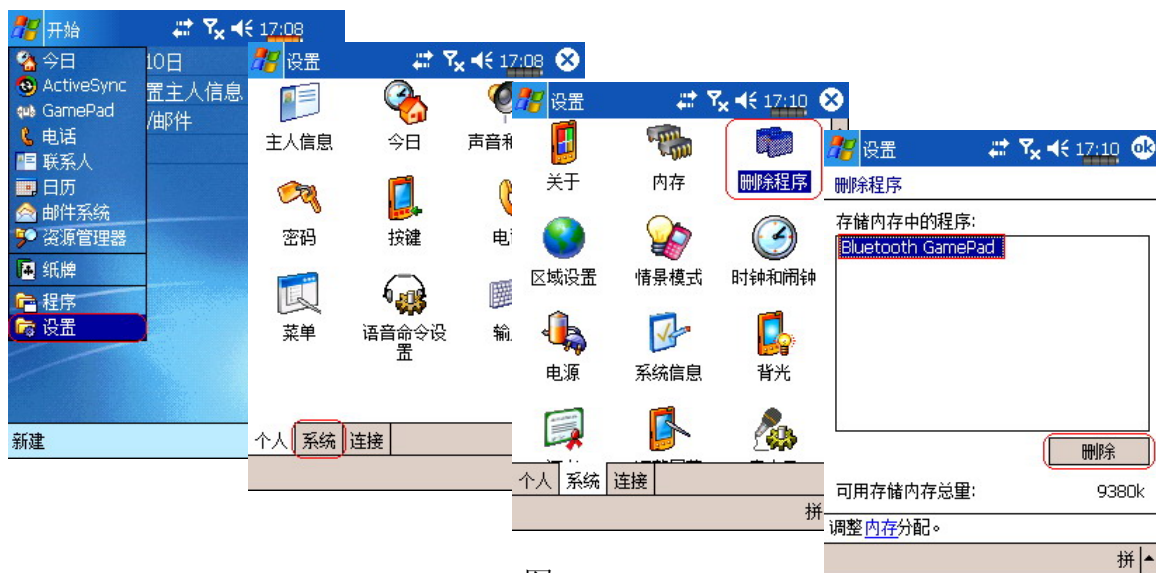 开始 17:08
今日
ActiveSync
GamePad
电话
联系人
日历
邮件系统
资源管理器
纸牌
程序
设置
10日
置主人信息
/邮件
新建
设置 17:08
主人信息 今日 声音和
密码 按键 电
菜单 语音命令设置 输
个人 系统 连接
设置 17:10
关于 内存 删除程序
区域设置 情景模式 时钟和闹钟
电源 系统信息 背光
个人 系统 连接
拼
设置 17:10 ok
删除程序
存储内存中的程序:
Bluetooth GamePad
删除
可用存储内存总量: 9380k
调整内存分配。
拼